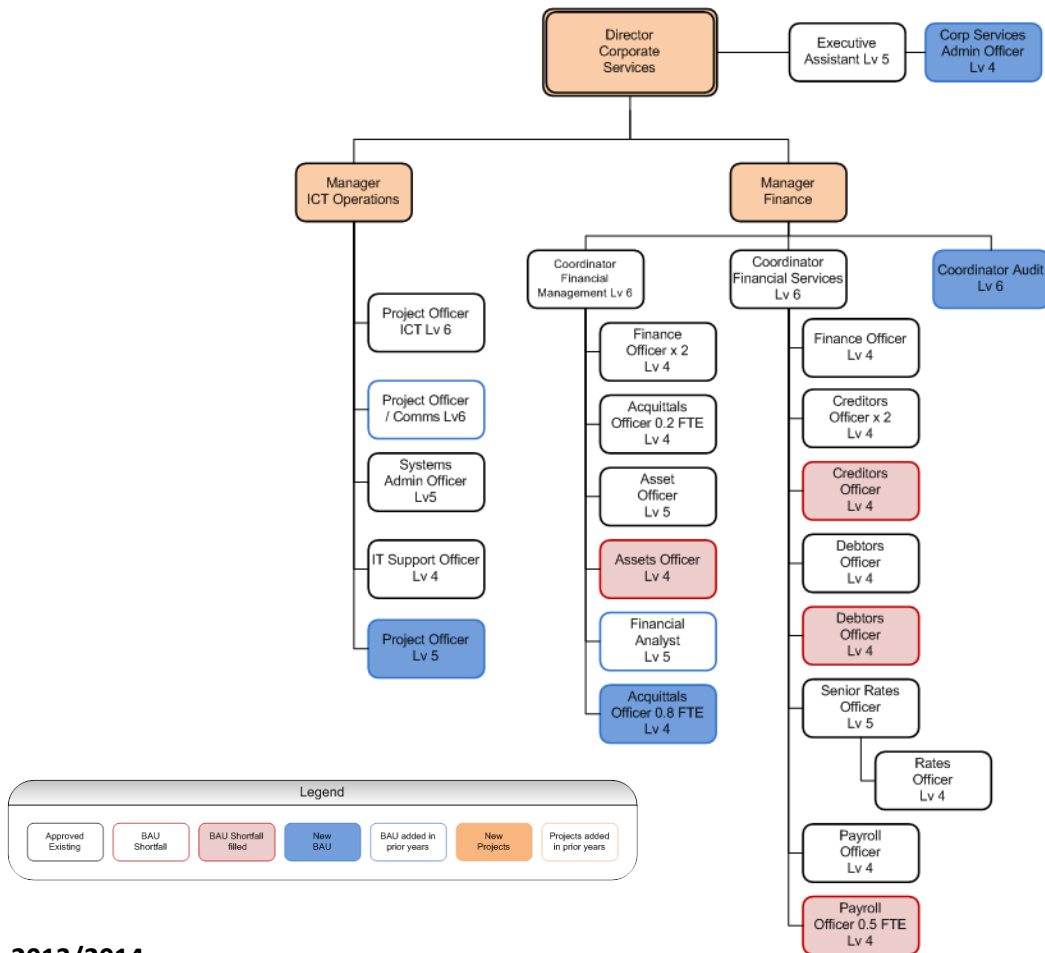 Director
Corporate
Services
Executive
Assistant Lv 5
Corp Services
Admin Officer
Lv 4
Manager
ICT Operations
Manager
Finance
Coordinator
Financial
Management Lv 6
Coordinator
Financial Services
Lv 6
Coordinator Audit
Lv 6
Project Officer
ICT Lv 6
Project Officer
/ Comms Lv6
Systems
Admin Officer
Lv5
IT Support Officer
Lv 4
Project Officer
Lv 5
Finance
Officer x 2
Lv 4
Acquittals
Officer 0.2 FTE
Lv 4
Asset
Officer
Lv 5
Assets Officer
Lv 4
Financial
Analyst
Lv 5
Acquittals
Officer 0.8 FTE
Lv 4
Finance Officer
Lv 4
Creditors
Officer x 2
Lv 4
Creditors
Officer
Lv 4
Debtors
Officer
Lv 4
Debtors
Officer
Lv 4
Senior Rates
Officer
Lv 5
Rates
Officer
Lv 4
Payroll
Officer
Lv 4
Payroll
Officer 0.5 FTE
Lv 4
Legend
Approved
Existing
BAU
Shortfall
BAU Shortfall
filled
New
BAU
BAU added in
prior years
New
Projects
Projects added
in prior years